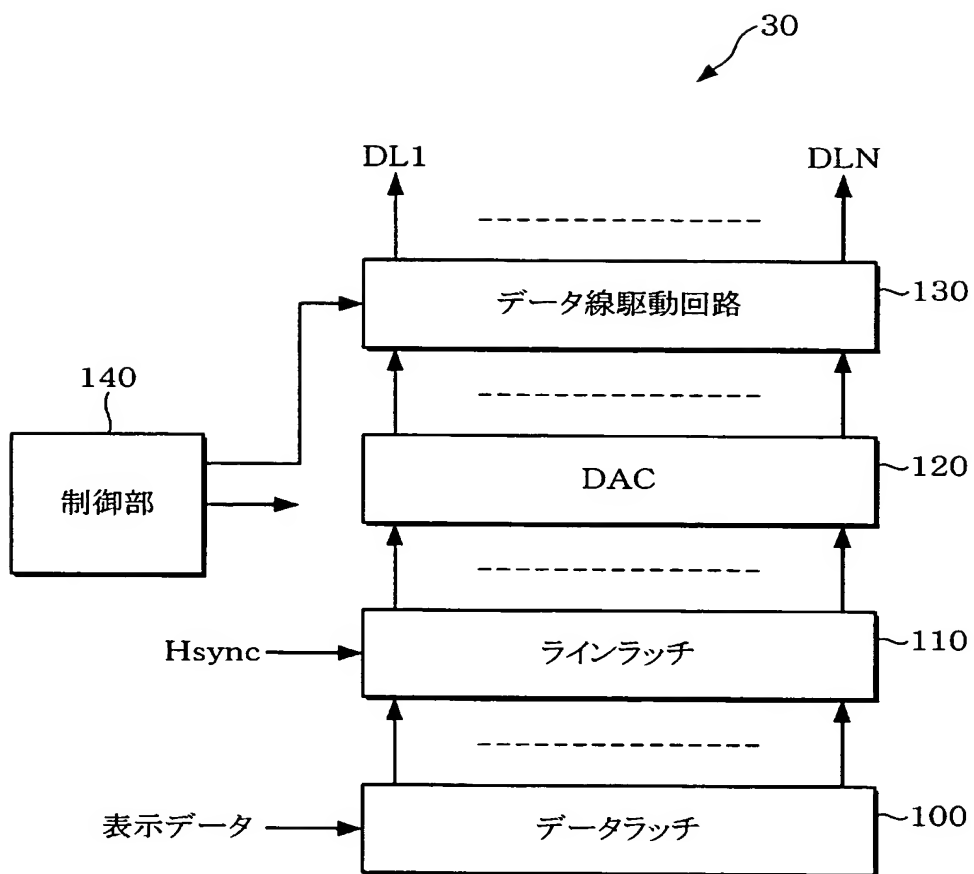 30
DL1
DLN
データ線駆動回路
130
140
制御部
DAC
120
Hsync
ラインラッチ
110
表示データ
データラッチ
100